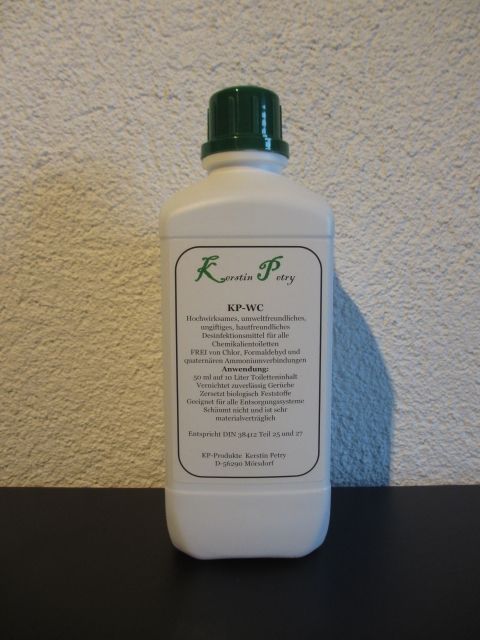 Kerstin Petry
KP-WC
Hochwirksames, umweltfreundliches,
ungiftiges, hautfreundliches
Desinfektionsmittel für alle
Chemikalientoiletten
FREI von Chlor, Formaldehyd und
quaternären Ammoniumverbindungen
Anwendung:
50 ml auf 20 Liter Toiletteninhalt
Vernichtet zuverlässig Gerüche
Zersetzt biologisch Feststoffe
Geeignet für alle Entsorgungssysteme
Schäumt nicht und ist sehr
materialverträglich
Entspricht DIN 38412 Teil 25 und 27
KP-Produkte Kerstin Petry
D-56290 Mörsdorf